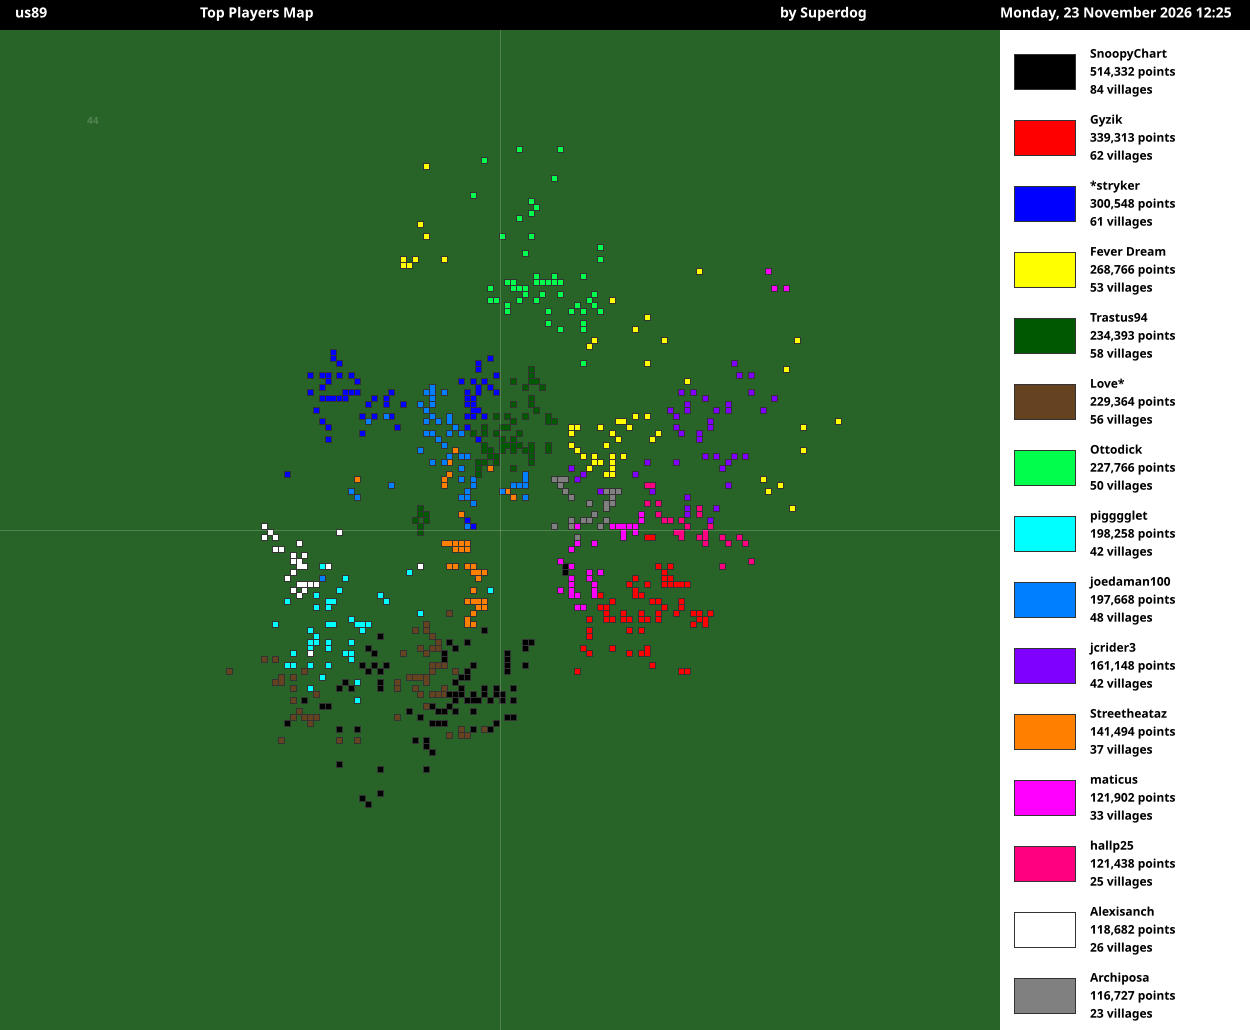 us89 Top Players Map by Superdog Monday, 23 November 2026 12:25
44
SnoopyChart
514,332 points
84 villages
Gyzik
339,313 points
62 villages
*stryker
300,548 points
61 villages
Fever Dream
268,766 points
53 villages
Trastus94
234,393 points
58 villages
Love*
229,364 points
56 villages
Ottodick
227,766 points
50 villages
pigggglet
198,258 points
42 villages
joedaman100
197,668 points
48 villages
jcrider3
161,148 points
42 villages
Streetheataz
141,494 points
37 villages
maticus
121,902 points
33 villages
hallp25
121,438 points
25 villages
Alexisanch
118,682 points
26 villages
Archiposa
116,727 points
23 villages